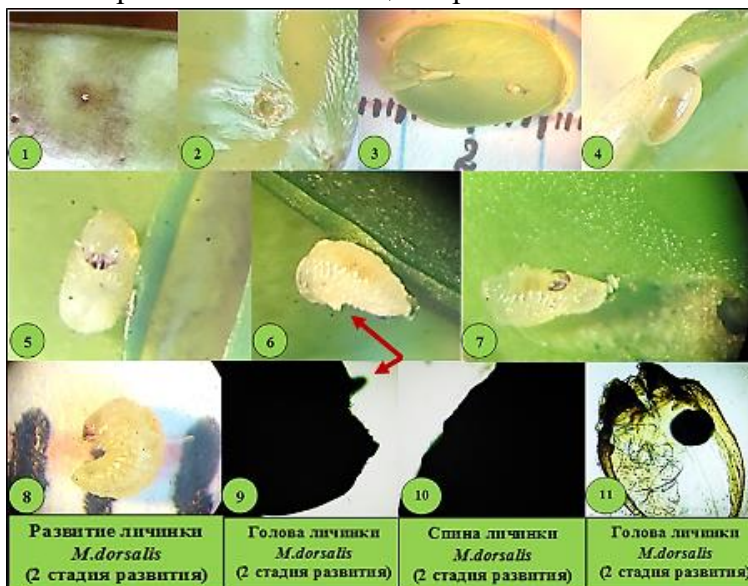 1
2
3
2
4
5
6
7
8
9
10
11
Развитие личинки
M.dorsalis
(2 стадия развития)
Голова личинки
M.dorsalis
(2 стадия развития)
Спина личинки
M.dorsalis
(2 стадия развития)
Голова личинки
M.dorsalis
(2 стадия развития)